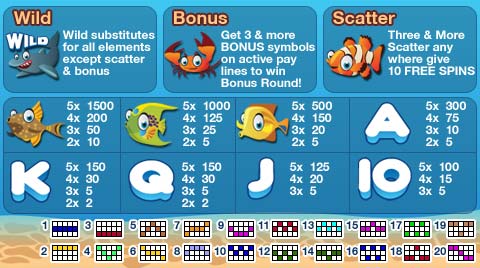 Wild
WILD
Wild substitutes
for all elements
except scatter
& bonus
Bonus
Get 3 & more
BONUS symbols
on active pay
lines to win
Bonus Round!
Scatter
Three & More
Scatter any
where give
10 FREE SPINS
5x 1500
4x 200
3x 50
2x 10
5x 1000
4x 125
3x 25
2x 5
5x 500
4x 150
3x 20
2x 5
A
5x 300
4x 75
3x 10
2x 5
K
5x 150
4x 30
3x 5
2x 2
Q
5x 150
4x 30
3x 5
2x 2
J
5x 125
4x 20
3x 5
10
5x 100
4x 15
3x 5
1 3 5 7 9 11 13 15 17 19
2 4 6 8 10 12 14 16 18 20